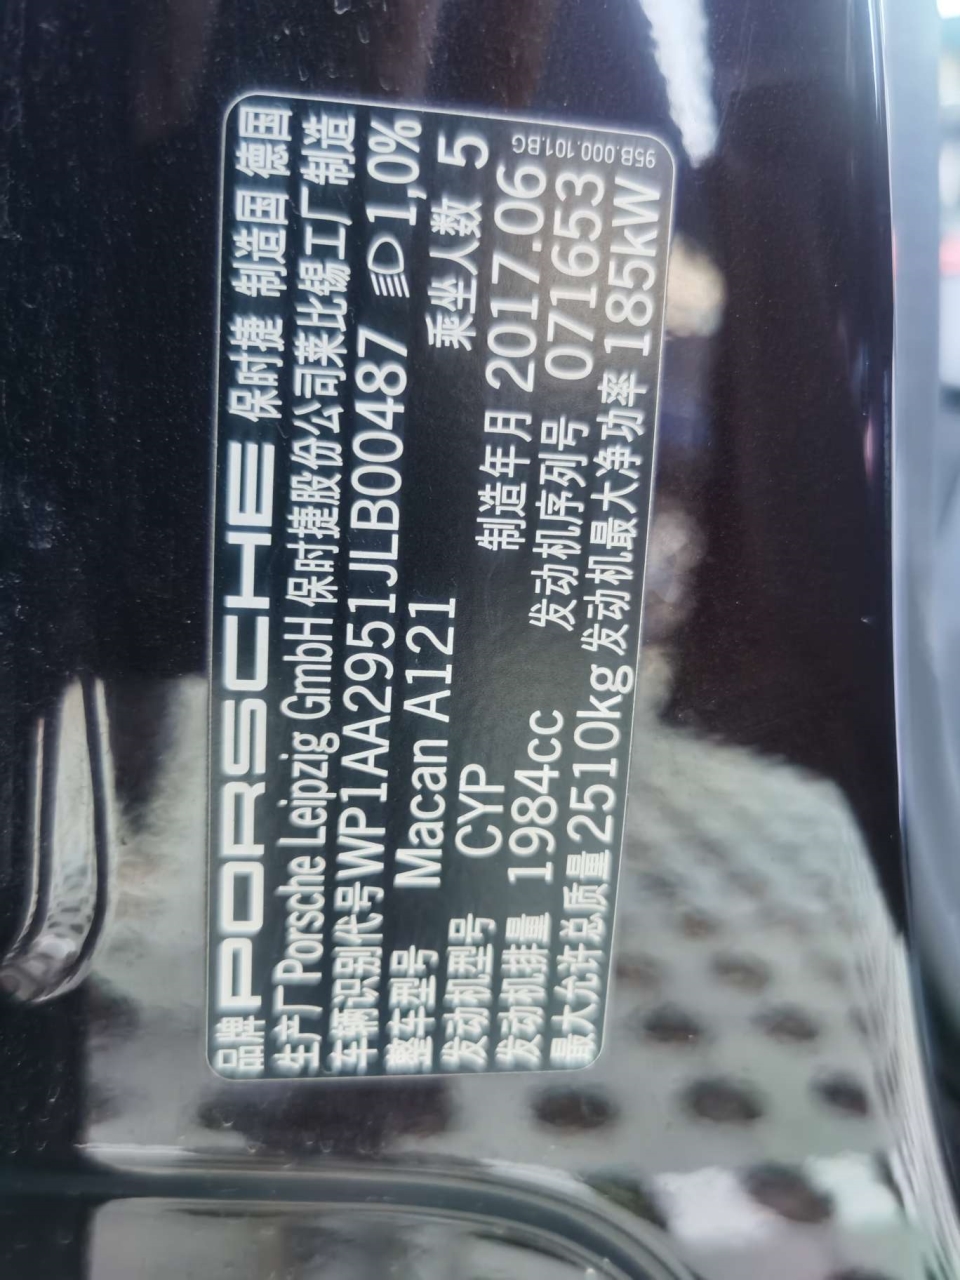 品牌 PORSCHE 保时捷 制造国 德国
生产厂 Porsche Leipzig GmbH 保时捷股份公司莱比锡工厂制造
车辆识别代号 WP1AA2951JLB00487 1,0%
整车型号 Macan A121 乘坐人数 5
发动机型号 CYP 制造年月 2017.06
发动机排量 1984cc 发动机序列号 071653
最大允许总质量 2510kg 发动机最大净功率 185kW
95B.000.101.BG